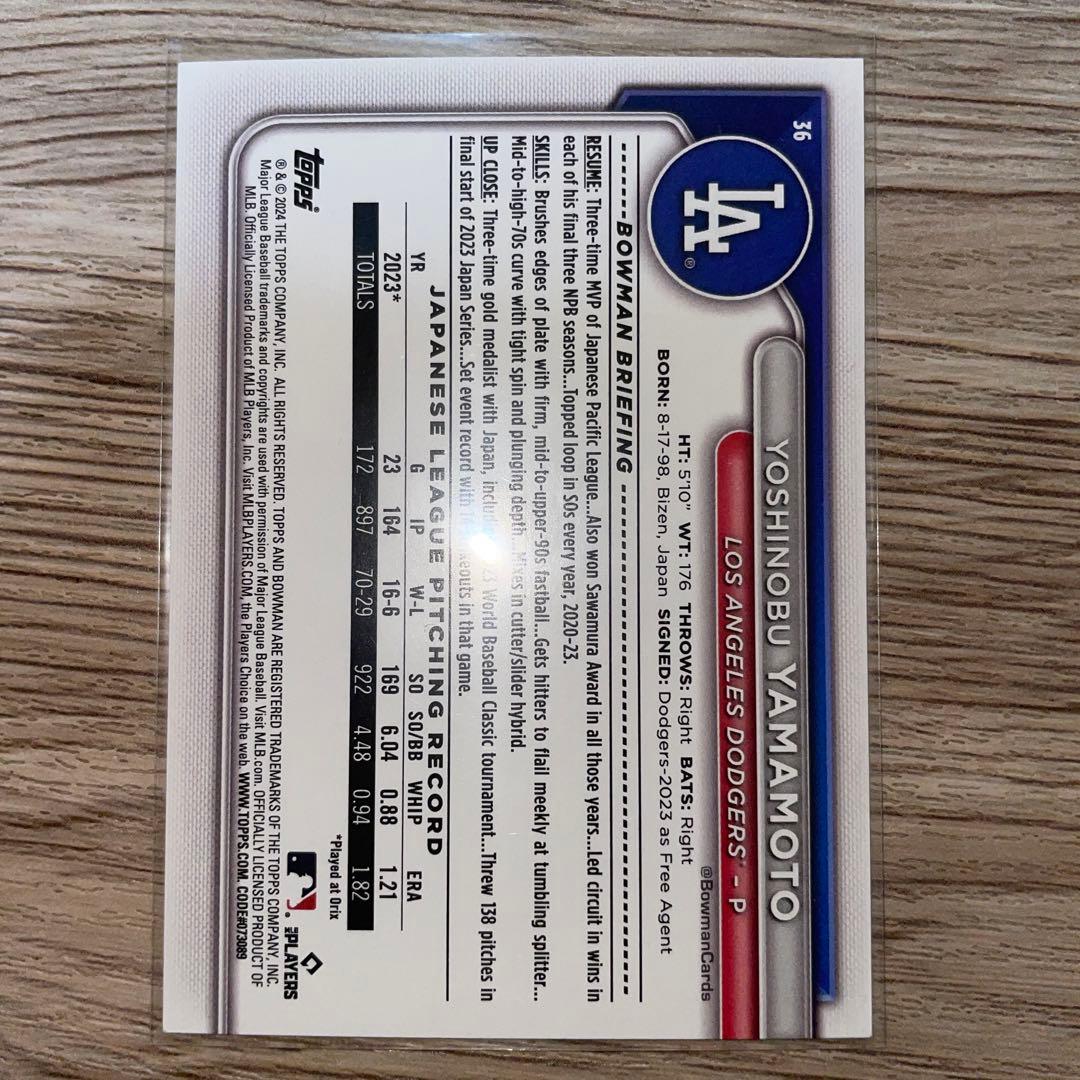 36
LA®
YOSHINOBU YAMAMOTO
LOS ANGELES DODGERS® - P
@BowmanCards
HT: 5'10" WT: 176 THROWS: Right BATS: Right
BORN: 8-17-98, Bizen, Japan SIGNED: Dodgers-2023 as Free Agent
BOWMAN BRIEFING
RESUME: Three-time MVP of Japanese Pacific League...Also won Sawamura Award in all those years...Led circuit in wins in
each of his final three NPB seasons...Topped loop in SOs every year, 2020-23.
SKILLS: Brushes edges of plate with firm, mid-to-upper-90s fastball...Gets hitters to flail meekly at tumbling splitter...
Mid-to-high-70s curve with tight spin and plunging depth...Mixes in cutter/slider hybrid.
UP CLOSE: Three-time gold medalist with Japan, 23 World Baseball Classic tournament...Threw 138 pitches in
final start of 2023 Japan Series...Set event record with in that game.
JAPANESE LEAGUE PITCHING RECORD
YR G IP W-L SO SO/BB WHIP ERA
2023* 23 164 16-6 169 6.04 0.88 1.21
TOTALS 172 897 70-29 922 4.48 0.94 1.82
*Played at Orix
topps®
® & © 2024 THE TOPPS COMPANY, INC. ALL RIGHTS RESERVED. TOPPS AND BOWMAN ARE REGISTERED TRADEMARKS OF THE TOPPS COMPANY, INC.
Major League Baseball trademarks and copyrights are used with permission of Major League Baseball. Visit MLB.com. OFFICIALLY LICENSED PRODUCT OF
MLB. Officially Licensed Product of MLB Players, Inc. Visit MLBPLAYERS.COM, the Players Choice on the web. WWW.TOPPS.COM. CODE#073089
MLB PLAYERS